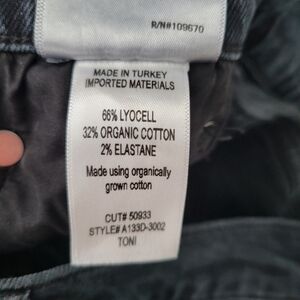 R/N#109670
MADE IN TURKEY
IMPORTED MATERIALS
66% LYOCELL
32% ORGANIC COTTON
2% ELASTANE
Made using organically
grown cotton
CUT# 50933
STYLE# A133D-3002
TONI